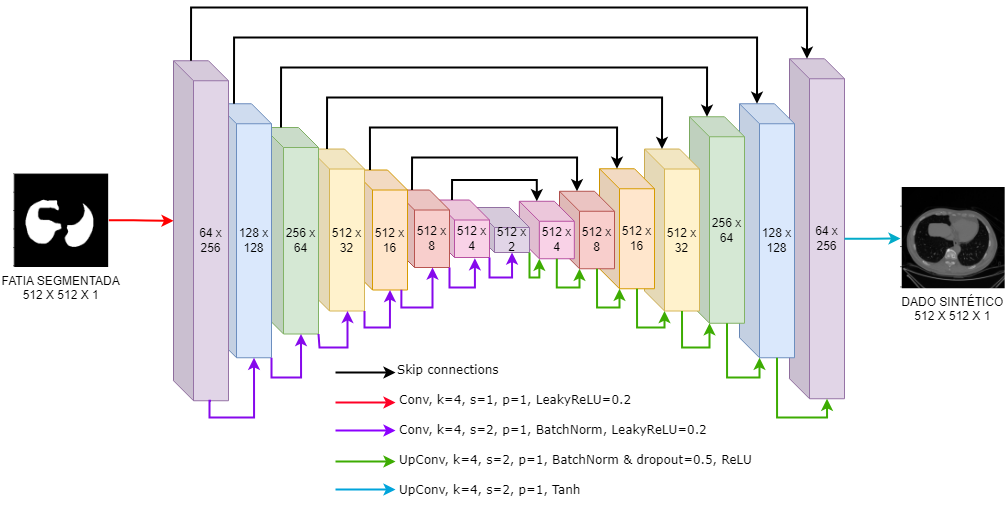 FATIA SEGMENTADA
512 X 512 X 1
64 x
256
128 x
128
256 x
64
512 x
32
512 x
16
512 x
8
512 x
4
512 x
2
512 x
4
512 x
8
512 x
16
512 x
32
256 x
64
128 x
128
64 x
256
DADO SINTÉTICO
512 X 512 X 1
Skip connections
Conv, k=4, s=1, p=1, LeakyReLU=0.2
Conv, k=4, s=2, p=1, BatchNorm, LeakyReLU=0.2
UpConv, k=4, s=2, p=1, BatchNorm & dropout=0.5, ReLU
UpConv, k=4, s=2, p=1, Tanh